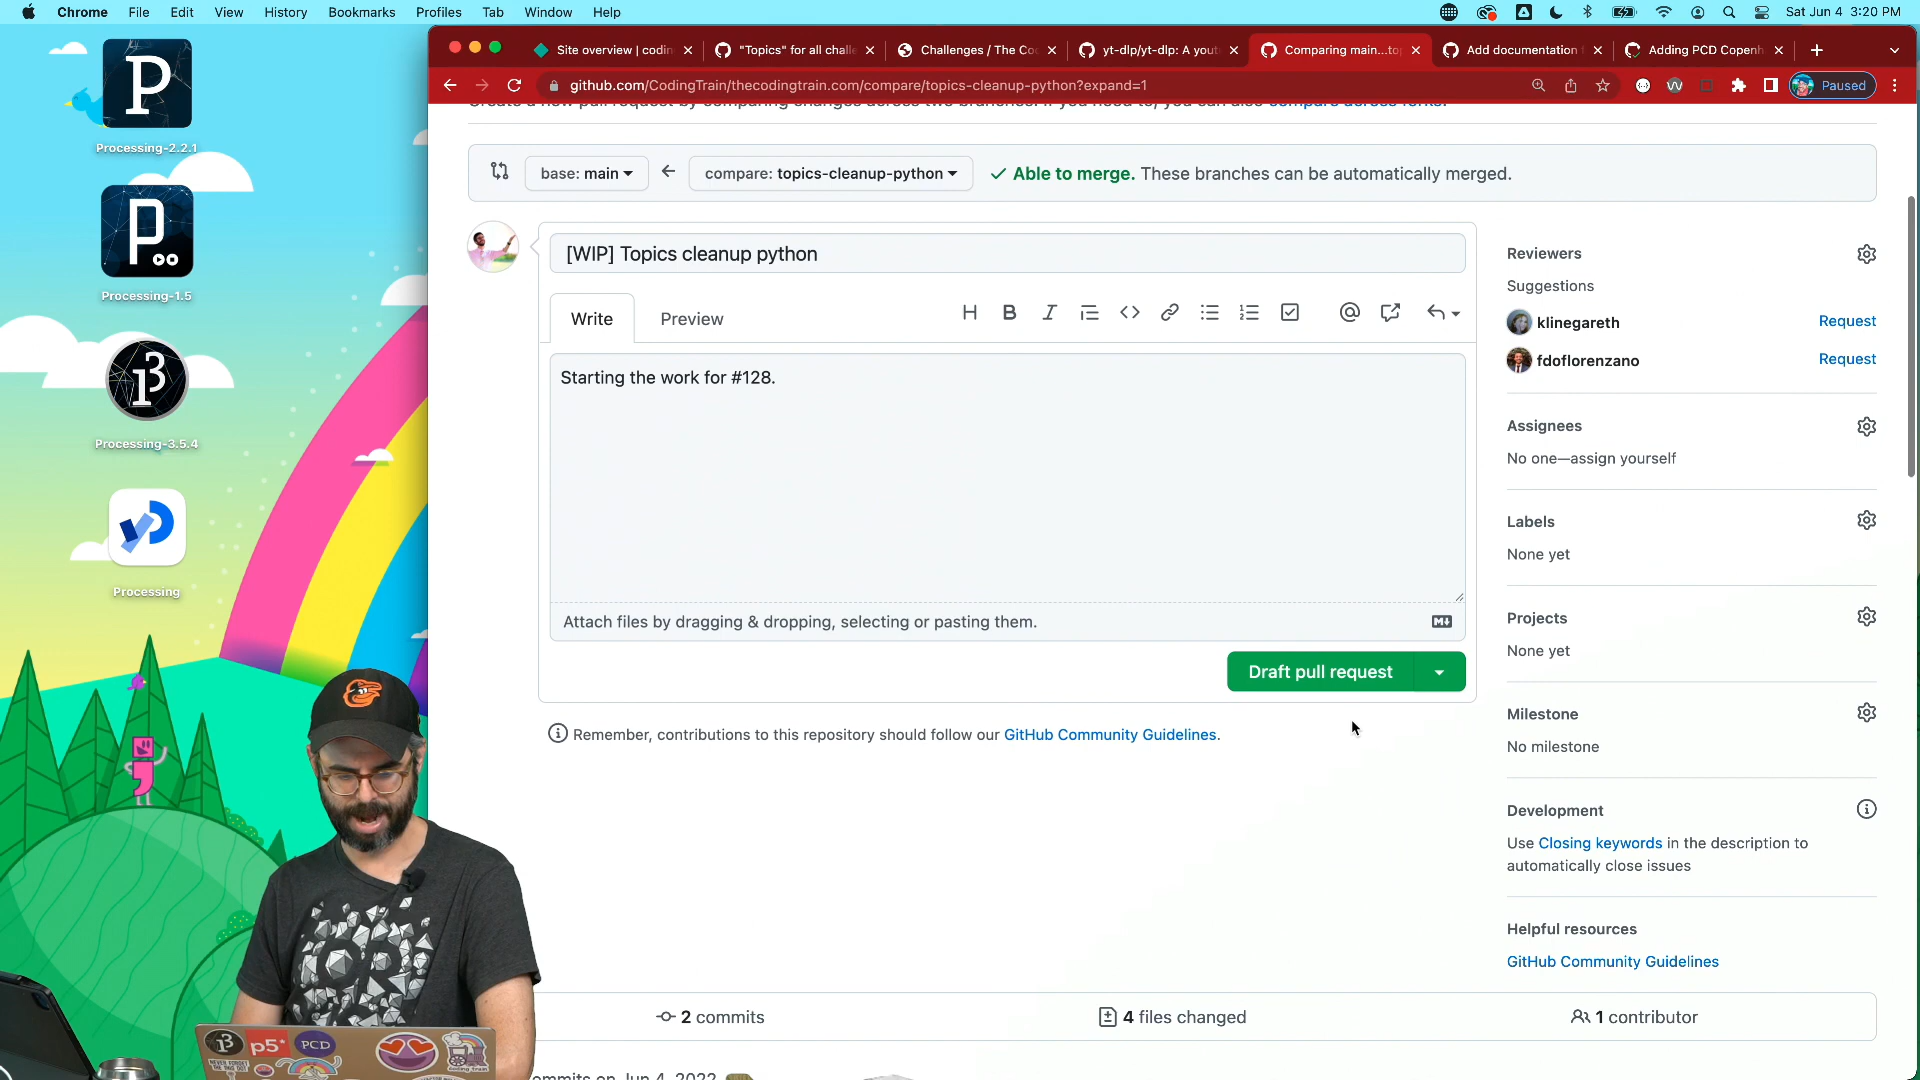 Chrome File Edit View History Bookmarks Profiles Tab Window Help
Sat Jun 4 3:20 PM
Site overview | codin
"Topics" for all chall
Challenges / The Co
yt-dlp/yt-dlp: A yout
Comparing main...to
Add documentation
Adding PCD Copenh
github.com/CodingTrain/thecodingtrain.com/compare/topics-cleanup-python?expand=1
Paused
Processing-2.2.1
Processing-1.5
Processing-3.5.4
Processing
base: main
compare: topics-cleanup-python
Able to merge. These branches can be automatically merged.
[WIP] Topics cleanup python
Write
Preview
Starting the work for #128.
Attach files by dragging & dropping, selecting or pasting them.
Draft pull request
Remember, contributions to this repository should follow our GitHub Community Guidelines.
Reviewers
Suggestions
klinegareth
Request
fdoflorenzano
Request
Assignees
No one—assign yourself
Labels
None yet
Projects
None yet
Milestone
No milestone
Development
Use Closing keywords in the description to
automatically close issues
Helpful resources
GitHub Community Guidelines
2 commits
4 files changed
1 contributor
p5*
PCD